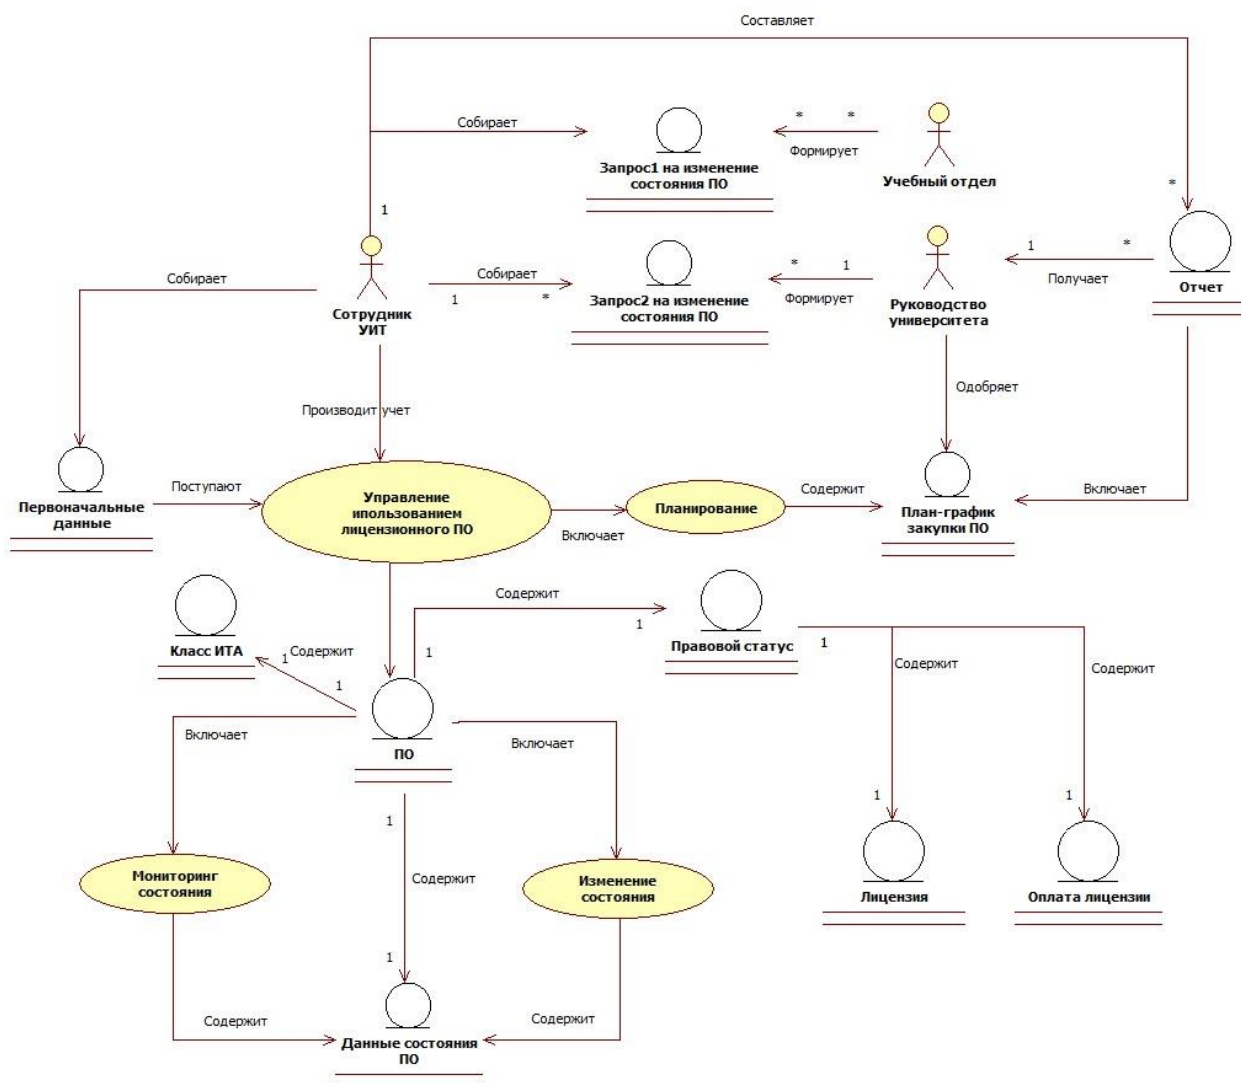 Составляет
Собирает
*
*
Формирует
Запрос1 на изменение
состояния ПО
Учебный отдел
1
*
Собирает
Собирает
1
*
*
1
Формирует
1
*
Получает
Сотрудник
УИТ
Запрос2 на изменение
состояния ПО
Руководство
университета
Отчет
Производит учет
Одобряет
Первоначальные
данные
Поступают
Управление
ипользованием
лицензионного ПО
Включает
Планирование
Содержит
План-график
закупки ПО
Включает
Класс ИТА
1
Содержит
1
1
Содержит
1
Правовой статус
1
Содержит
Содержит
Включает
ПО
Включает
1
1
1
Мониторинг
состояния
Содержит
Изменение
состояния
Лицензия
Оплата лицензии
1
Содержит
Содержит
Данные состояния
ПО